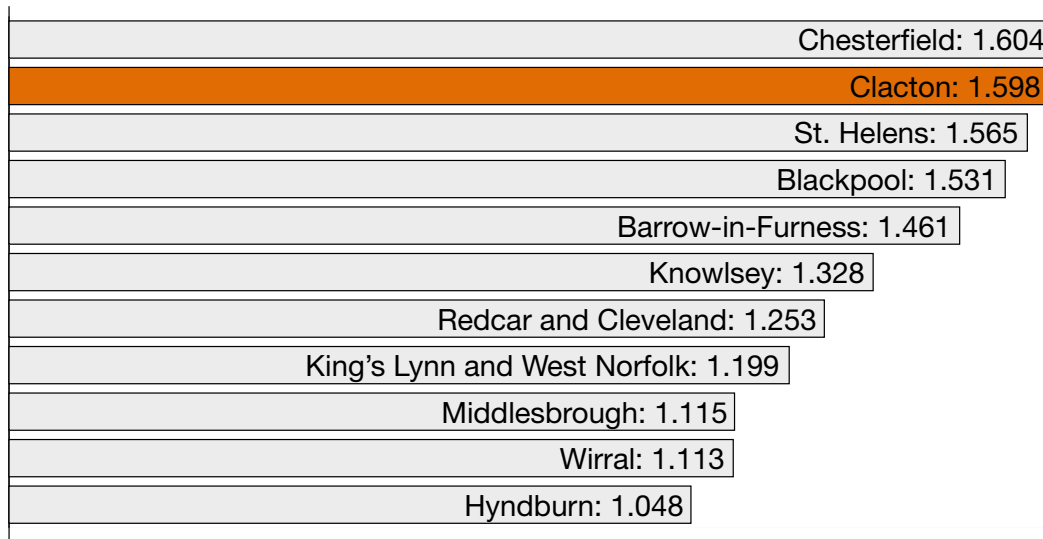 Chesterfield: 1.604
Clacton: 1.598
St. Helens: 1.565
Blackpool: 1.531
Barrow-in-Furness: 1.461
Knowlsey: 1.328
Redcar and Cleveland: 1.253
King’s Lynn and West Norfolk: 1.199
Middlesbrough: 1.115
Wirral: 1.113
Hyndburn: 1.048